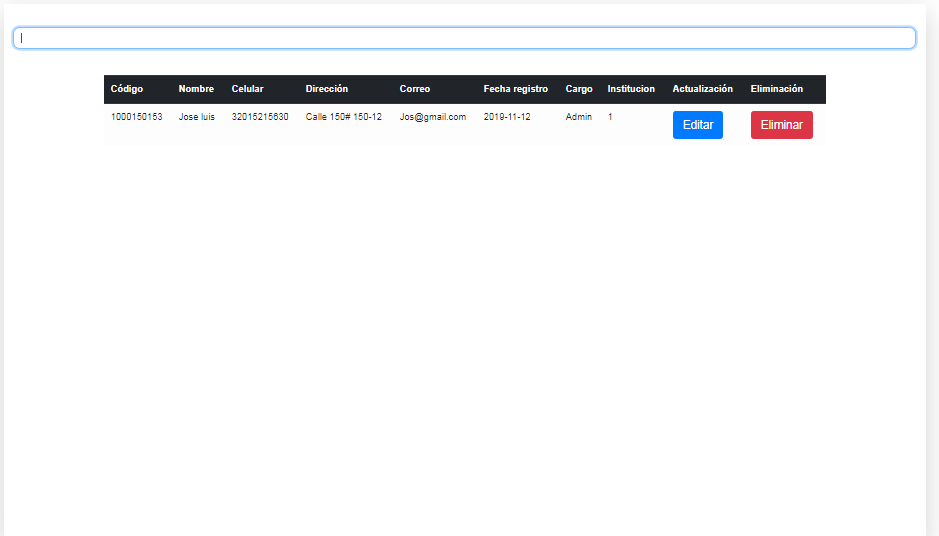 Código Nombre Celular Dirección Correo Fecha registro Cargo Institucion Actualización Eliminación
1000150153 Jose luis 32015215630 Calle 150# 150-12 Jos@gmail.com 2019-11-12 Admin 1 Editar Eliminar